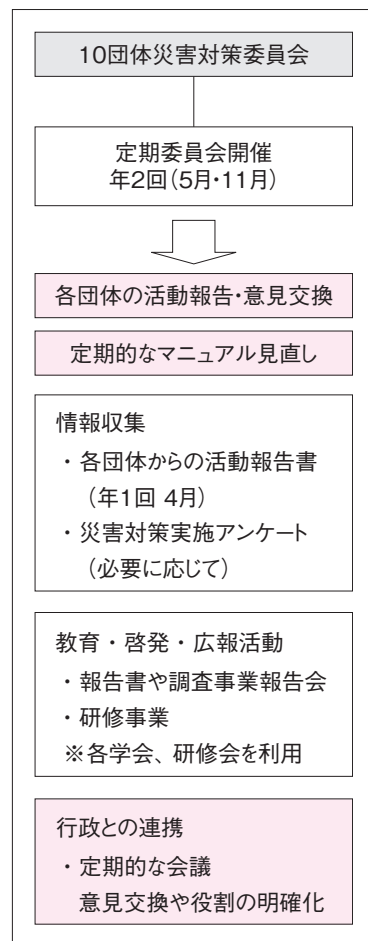 10団体災害対策委員会
定期委員会開催
年2回(5月・11月)
各団体の活動報告・意見交換
定期的なマニュアル見直し
情報収集
・各団体からの活動報告書
(年1回 4月)
・災害対策実施アンケート
(必要に応じて)
教育・啓発・広報活動
・報告書や調査事業報告会
・研修事業
※各学会、研修会を利用
行政との連携
・定期的な会議
意見交換や役割の明確化